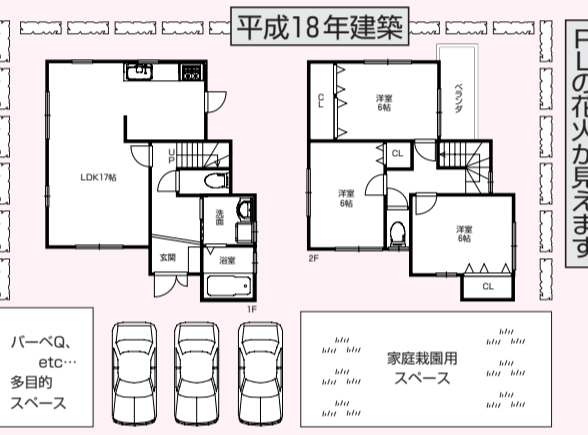 平成18年建築
PLの花火が見えます
CL
洋室
6帖
ベランダ
UP
LDK17帖
洗面
玄関
浴室
1F
CL
洋室
6帖
洋室
6帖
2F
CL
バーベQ、
etc…
多目的
スペース
家庭栽園用
スペース